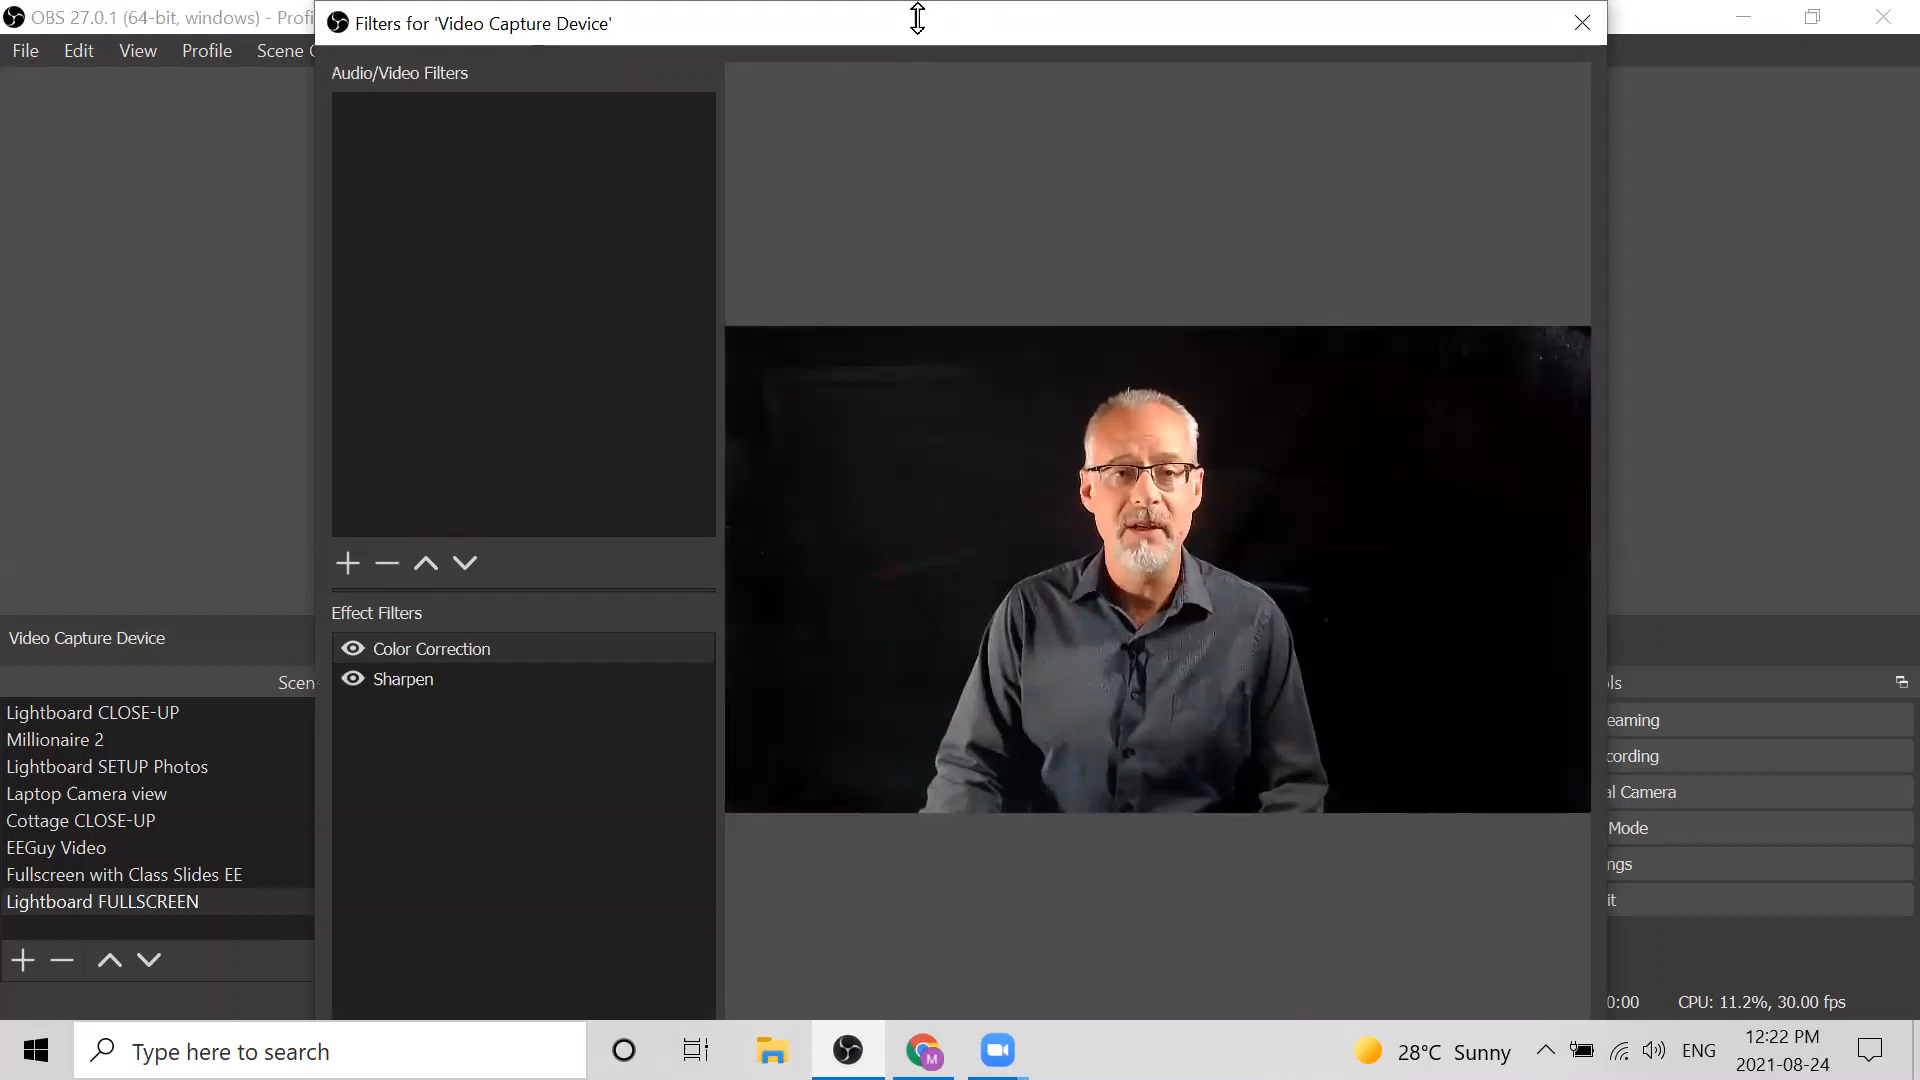 OBS 27.0.1 (64-bit, windows) - Profi
Filters for 'Video Capture Device'
File Edit View Profile Scene C
Audio/Video Filters
Effect Filters
Color Correction
Sharpen
Video Capture Device
Scen
Lightboard CLOSE-UP
Millionaire 2
Lightboard SETUP Photos
Laptop Camera view
Cottage CLOSE-UP
EEGuy Video
Fullscreen with Class Slides EE
Lightboard FULLSCREEN
ls
eaming
cording
al Camera
Mode
ngs
it
0:00 CPU: 11.2%, 30.00 fps
Type here to search
M
28°C Sunny
ENG
12:22 PM
2021-08-24